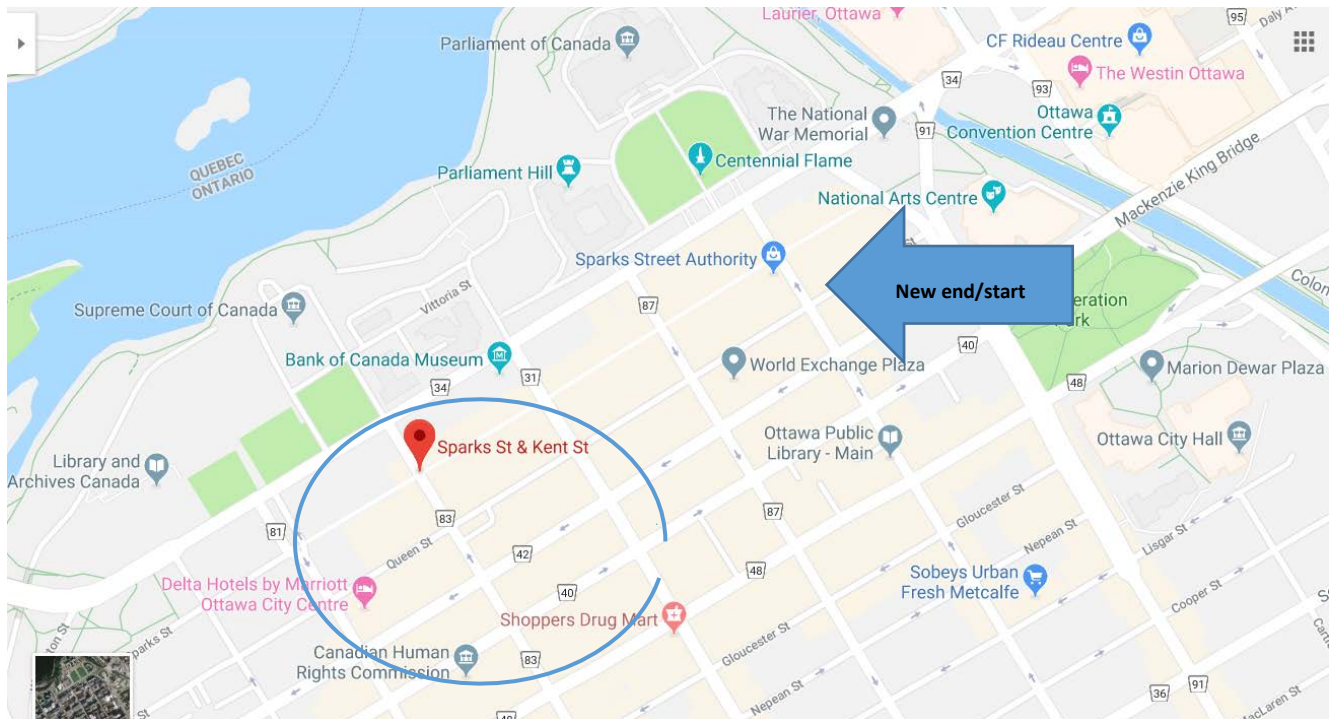 Laurier, Ottawa
95
Daly A
Parliament of Canada
CF Rideau Centre
34
The Westin Ottawa
93
The National
War Memorial
Ottawa
Convention Centre
91
QUEBEC
ONTARIO
Centennial Flame
Parliament Hill
Mackenzie King Bridge
National Arts Centre
St
Sparks Street Authority
Colon
New end/start
eration
Park
Vittoria St
87
Supreme Court of Canada
Bank of Canada Museum
40
World Exchange Plaza
Marion Dewar Plaza
31
34
48
Sparks St & Kent St
Ottawa Public
Library - Main
Ottawa City Hall
Library and
Archives Canada
83
87
81
Gloucester St
Queen St
Nepean St
Lisgar St
42
48
Delta Hotels by Marriott
Ottawa City Centre
40
Sobeys Urban
Fresh Metcalfe
Cooper St
Shoppers Drug Mart
Sparks St
Canadian Human
Rights Commission
83
Gloucester St
Nepean St
36
91
MacLaren St
St
48